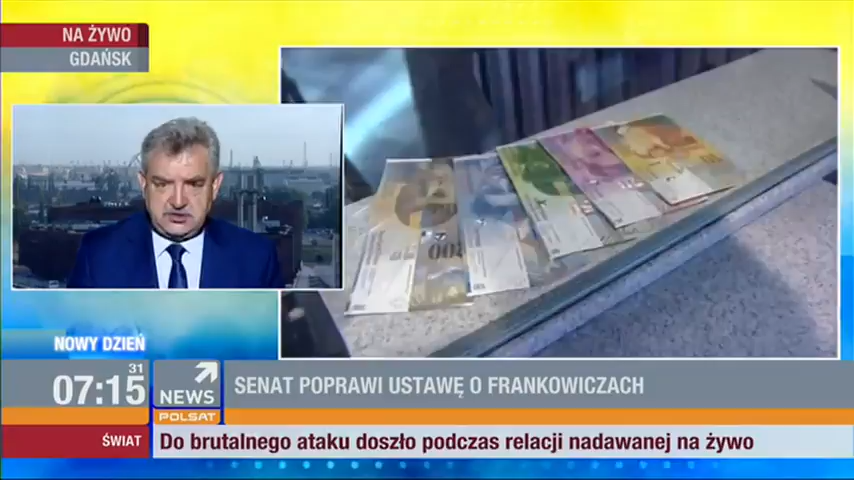 NA ŻYWO
GDAŃSK
100
NOWY DZIEŃ
07:15 31
NEWS
POLSAT
SENAT POPRAWI USTAWĘ O FRANKOWICZACH
ŚWIAT
Do brutalnego ataku doszło podczas relacji nadawanej na żywo